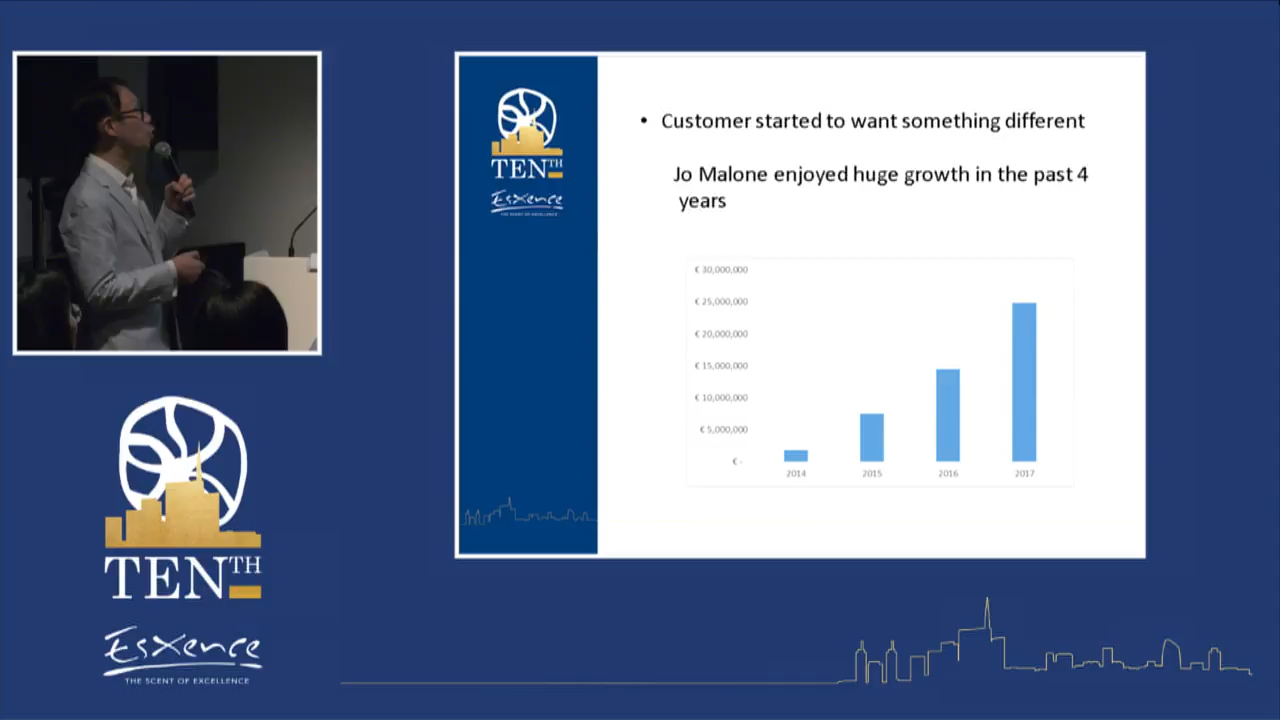 TENTH
Esxence
THE SCENT OF EXCELLENCE
• Customer started to want something different
Jo Malone enjoyed huge growth in the past 4
years
€ 30,000,000
€ 25,000,000
€ 20,000,000
€ 15,000,000
€ 10,000,000
€ 5,000,000
€ -
2014 2015 2016 2017
TENTH
Esxence
THE SCENT OF EXCELLENCE